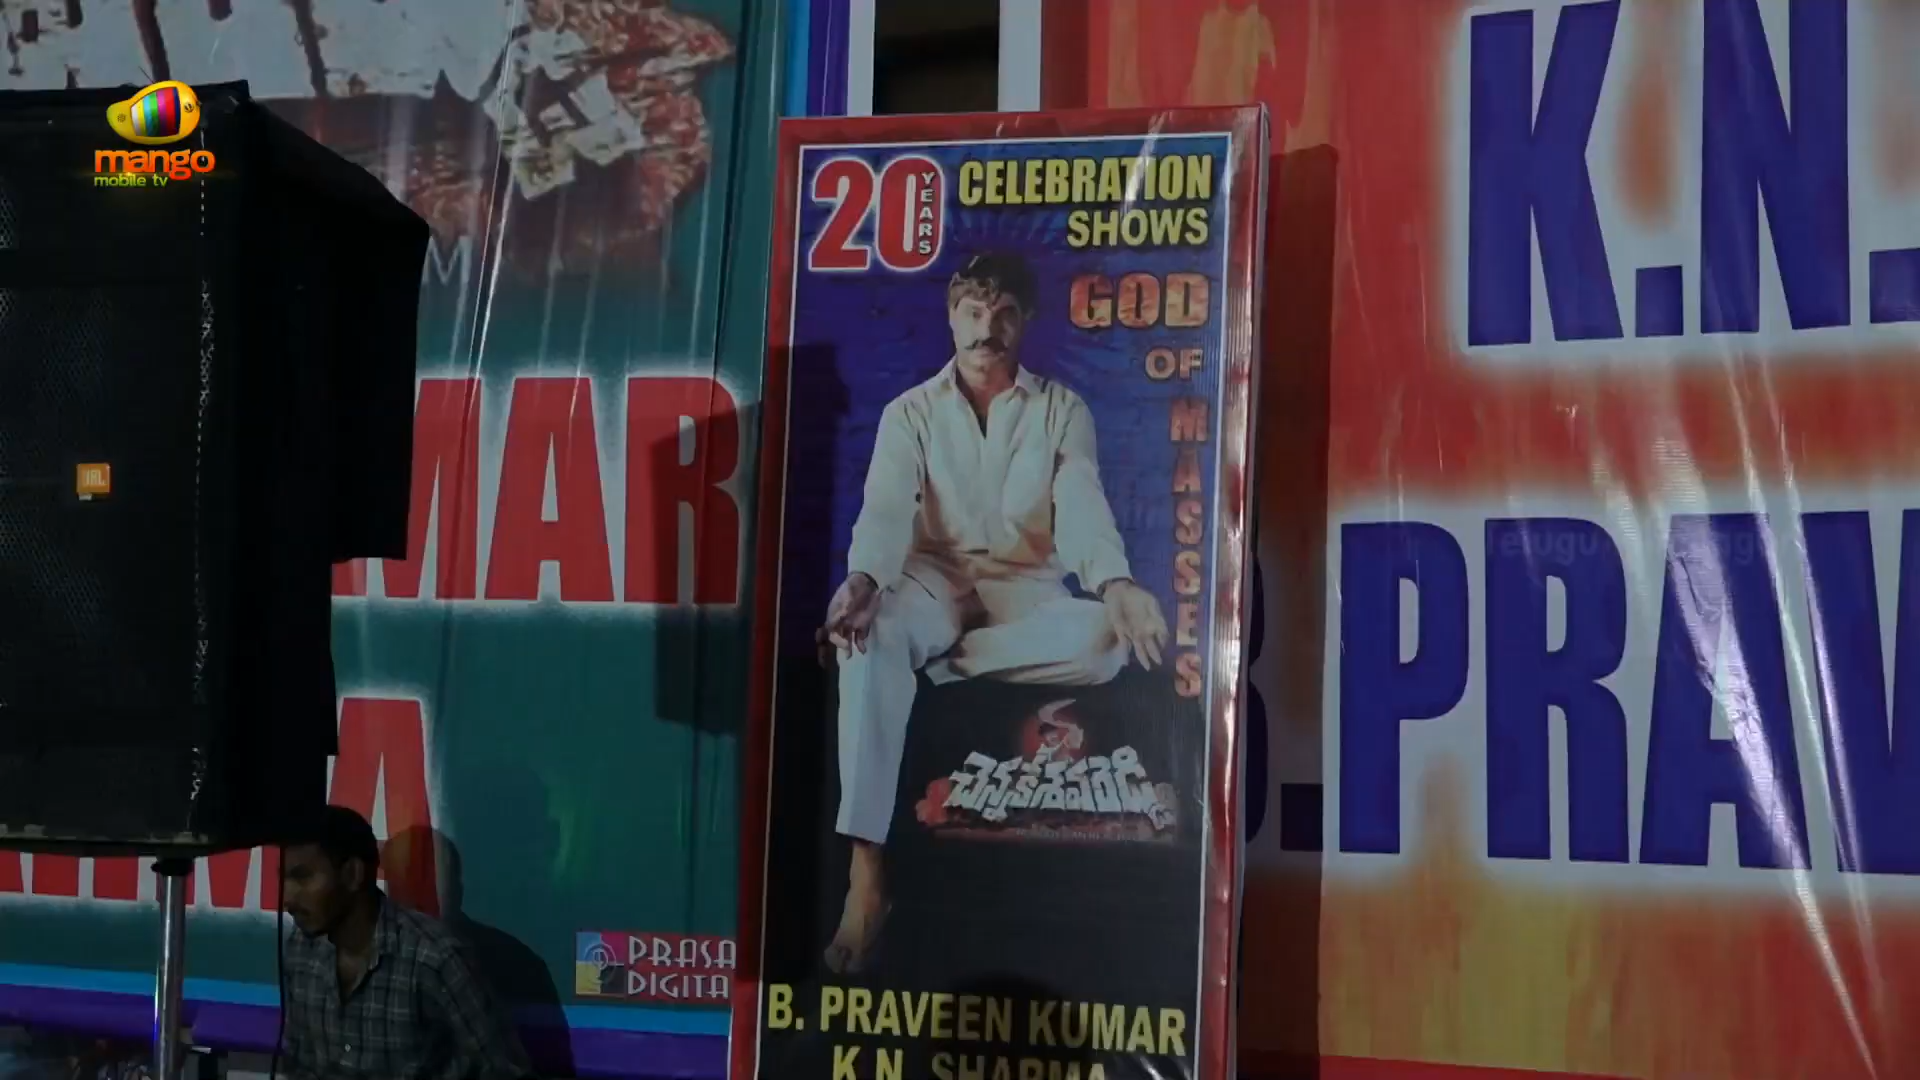 mango
mobile tv
JBL
MAR
A
PRASA
DIGITA
20 YEARS
CELEBRATION
SHOWS
GOD
OF
MASSES
చెన్నకేశవరెడ్డి
B. PRAVEEN KUMAR
K.N. SHARMA
K.N.
B.PRAV